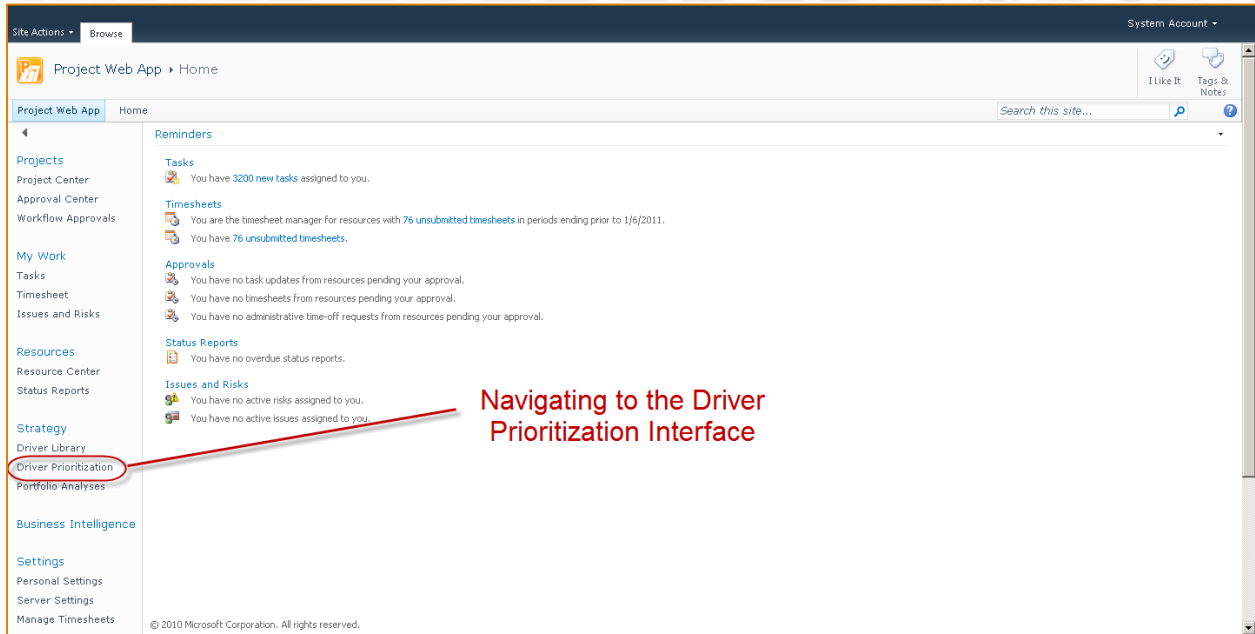 Site Actions Browse System Account
Project Web App Home
I Like It Tags & Notes
Project Web App Home Search this site...
Reminders
Projects
Project Center
Approval Center
Workflow Approvals
My Work
Tasks
Timesheet
Issues and Risks
Resources
Resource Center
Status Reports
Strategy
Driver Library
Driver Prioritization
Portfolio Analyses
Business Intelligence
Settings
Personal Settings
Server Settings
Manage Timesheets
Tasks
You have 3200 new tasks assigned to you.
Timesheets
You are the timesheet manager for resources with 76 unsubmitted timesheets in periods ending prior to 1/6/2011.
You have 76 unsubmitted timesheets.
Approvals
You have no task updates from resources pending your approval.
You have no timesheets from resources pending your approval.
You have no administrative time-off requests from resources pending your approval.
Status Reports
You have no overdue status reports.
Issues and Risks
You have no active risks assigned to you.
You have no active issues assigned to you.
Navigating to the Driver
Prioritization Interface
© 2010 Microsoft Corporation. All rights reserved.